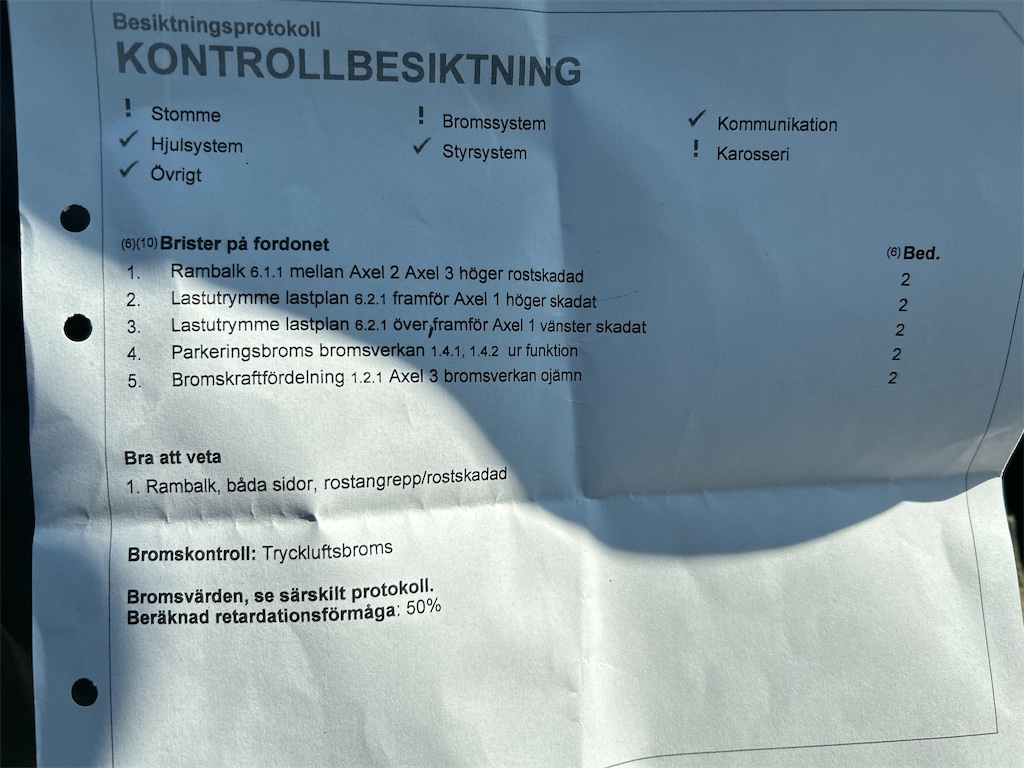 Besiktningsprotokoll
KONTROLLBESIKTNING
! Stomme ! Bromssystem ✓ Kommunikation
✓ Hjulsystem ✓ Styrsystem ! Karosseri
✓ Övrigt
(6)(10) Brister på fordonet (6) Bed.
1. Rambalk 6.1.1 mellan Axel 2 Axel 3 höger rostskadad 2
2. Lastutrymme lastplan 6.2.1 framför Axel 1 höger skadat 2
3. Lastutrymme lastplan 6.2.1 över,framför Axel 1 vänster skadat 2
4. Parkeringsbroms bromsverkan 1.4.1, 1.4.2 ur funktion 2
5. Bromskraftfördelning 1.2.1 Axel 3 bromsverkan ojämn 2
Bra att veta
1. Rambalk, båda sidor, rostangrepp/rostskadad
Bromskontroll: Tryckluftsbroms
Bromsvärden, se särskilt protokoll.
Beräknad retardationsförmåga: 50%